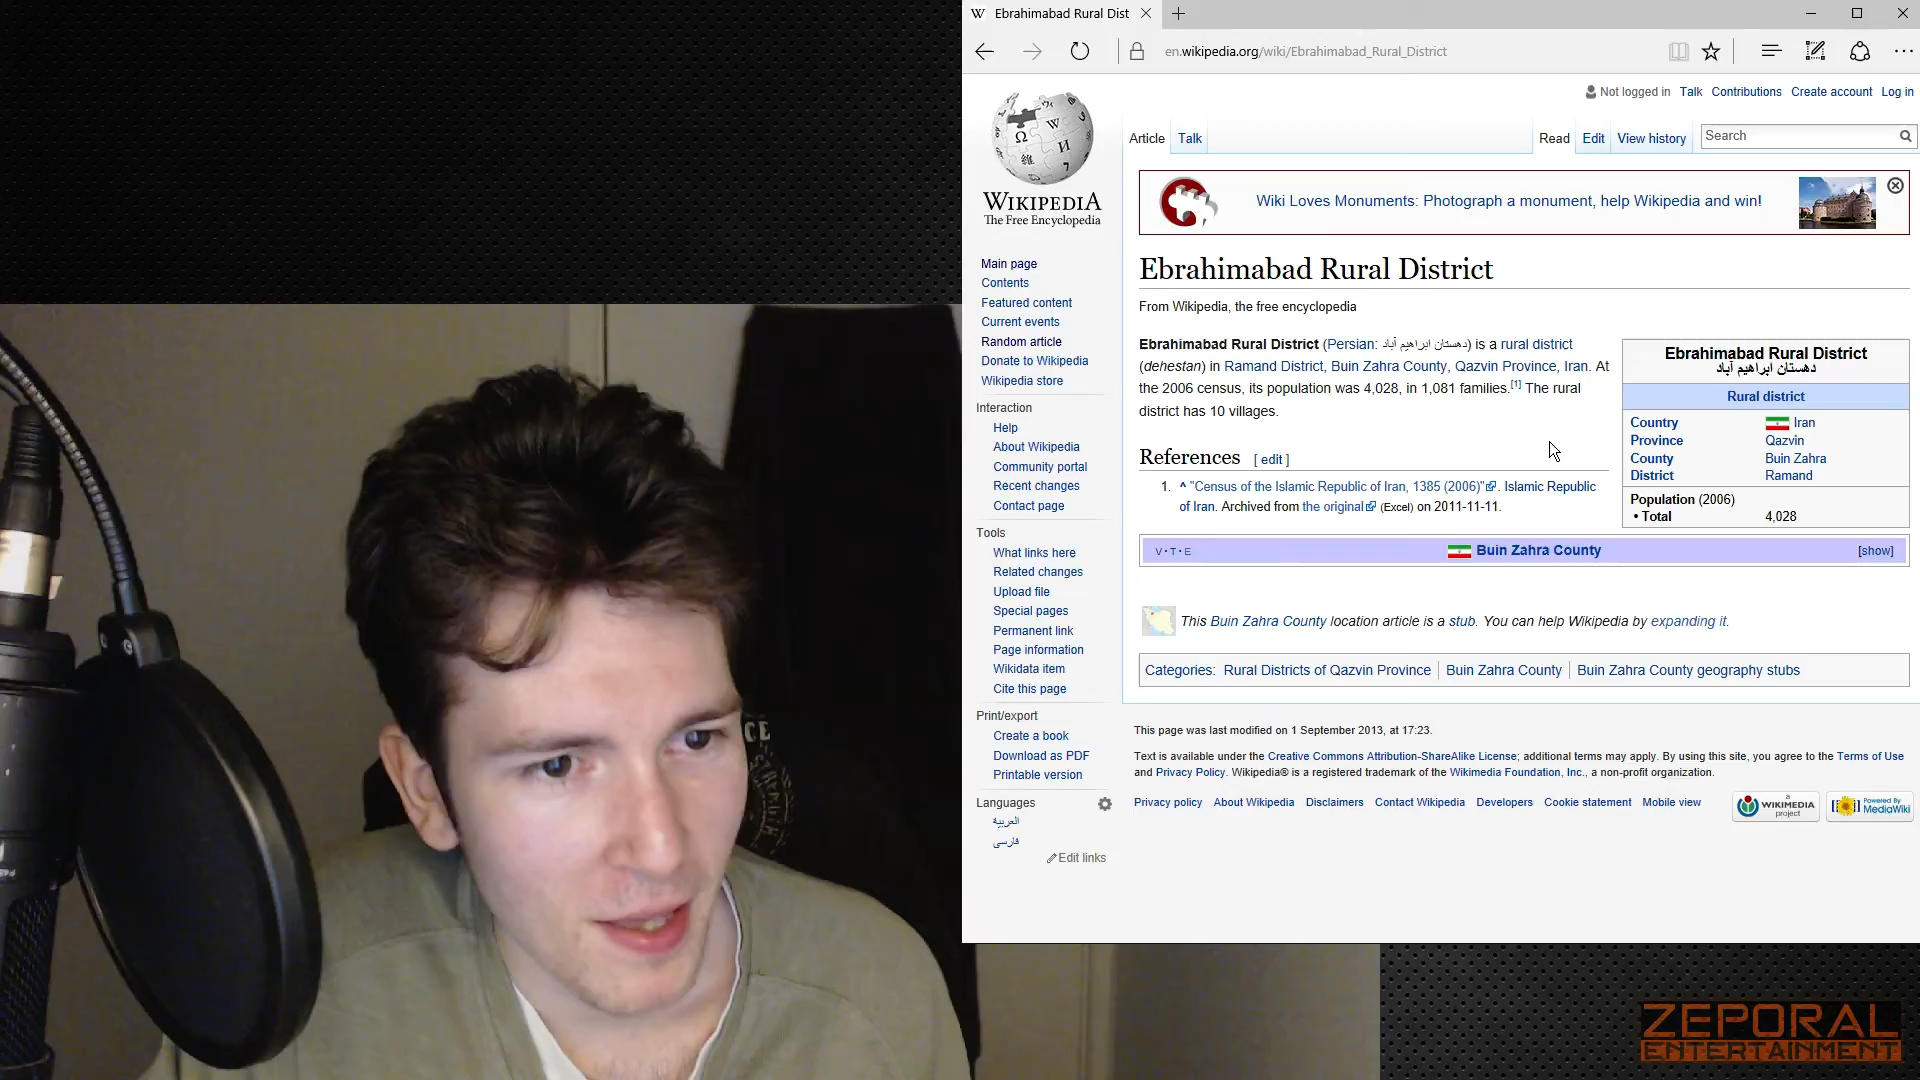 Ebrahimabad Rural Dist
en.wikipedia.org/wiki/Ebrahimabad_Rural_District
Not logged in Talk Contributions Create account Log in
Article Talk Read Edit View history Search
WIKIPEDIA
The Free Encyclopedia
Wiki Loves Monuments: Photograph a monument, help Wikipedia and win!
Main page
Contents
Featured content
Current events
Random article
Donate to Wikipedia
Wikipedia store
Interaction
Help
About Wikipedia
Community portal
Recent changes
Contact page
Tools
What links here
Related changes
Upload file
Special pages
Permanent link
Page information
Wikidata item
Cite this page
Print/export
Create a book
Download as PDF
Printable version
Languages
العربية
فارسی
Edit links
Ebrahimabad Rural District
From Wikipedia, the free encyclopedia
Ebrahimabad Rural District (Persian: دهستان ابراهیم آباد) is a rural district
(dehestan) in Ramand District, Buin Zahra County, Qazvin Province, Iran. At
the 2006 census, its population was 4,028, in 1,081 families.[1] The rural
district has 10 villages.
Ebrahimabad Rural District
دهستان ابراهیم آباد
Rural district
Country Iran
Province Qazvin
County Buin Zahra
District Ramand
Population (2006)
• Total 4,028
References [ edit ]
1. ^ "Census of the Islamic Republic of Iran, 1385 (2006)". Islamic Republic
of Iran. Archived from the original (Excel) on 2011-11-11.
V · T · E Buin Zahra County [show]
This Buin Zahra County location article is a stub. You can help Wikipedia by expanding it.
Categories: Rural Districts of Qazvin Province | Buin Zahra County | Buin Zahra County geography stubs
This page was last modified on 1 September 2013, at 17:23.
Text is available under the Creative Commons Attribution-ShareAlike License; additional terms may apply. By using this site, you agree to the Terms of Use
and Privacy Policy. Wikipedia® is a registered trademark of the Wikimedia Foundation, Inc., a non-profit organization.
Privacy policy About Wikipedia Disclaimers Contact Wikipedia Developers Cookie statement Mobile view
a
WIKIMEDIA
project
Powered By
MediaWiki
ZEPORAL
ENTERTAINMENT